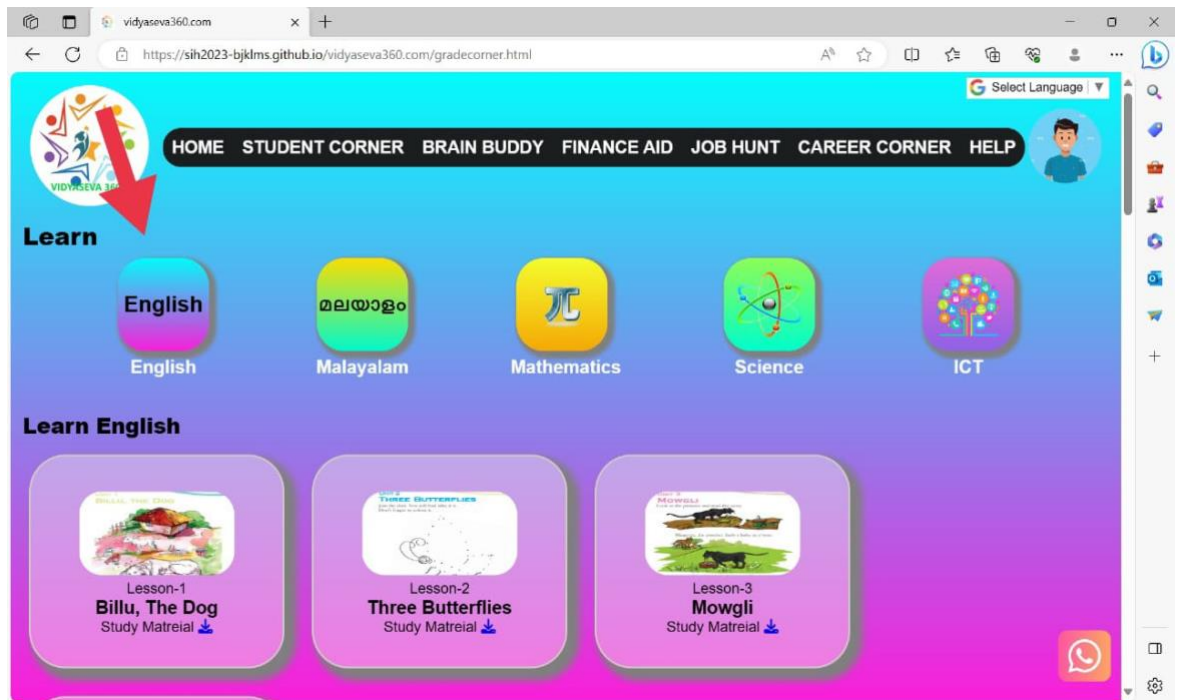 vidyaseva360.com
https://sih2023-bjklms.github.io/vidyaseva360.com/gradecorner.html
Select Language
VIDYASEVA 36
HOME STUDENT CORNER BRAIN BUDDY FINANCE AID JOB HUNT CAREER CORNER HELP
Learn
English
മലയാളം
π
English
Malayalam
Mathematics
Science
ICT
Learn English
BILLU, THE DOG
Lesson-1
Billu, The Dog
Study Matreial
THREE BUTTERFLIES
Lesson-2
Three Butterflies
Study Matreial
MOWGLI
Lesson-3
Mowgli
Study Matreial